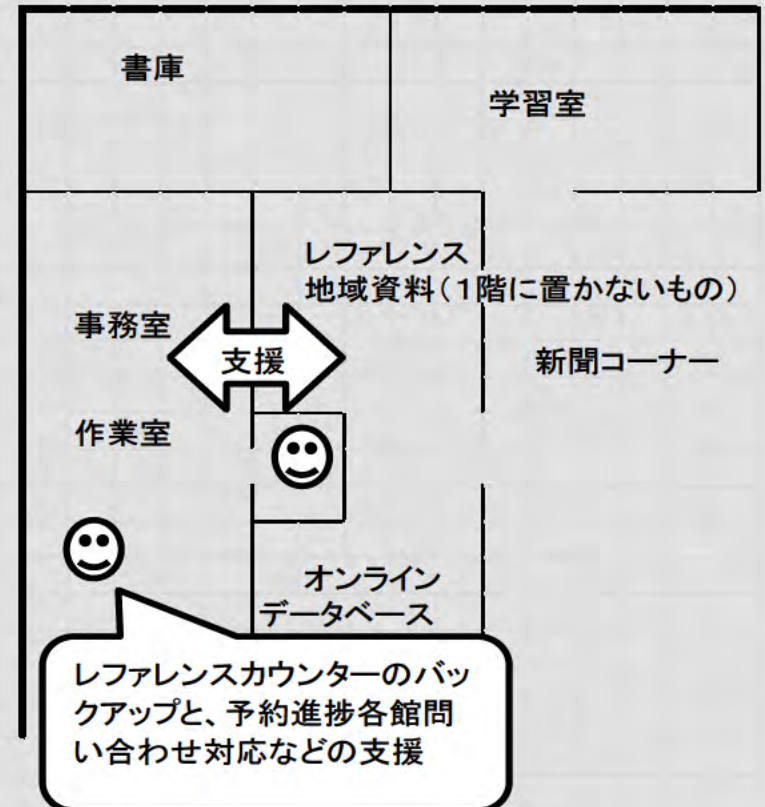 書庫
学習室
レファレンス
地域資料（１階に置かないもの）
事務室
支援
新聞コーナー
作業室
オンライン
データベース
レファレンスカウンターのバッ
クアップと、予約進捗各館問
い合わせ対応などの支援